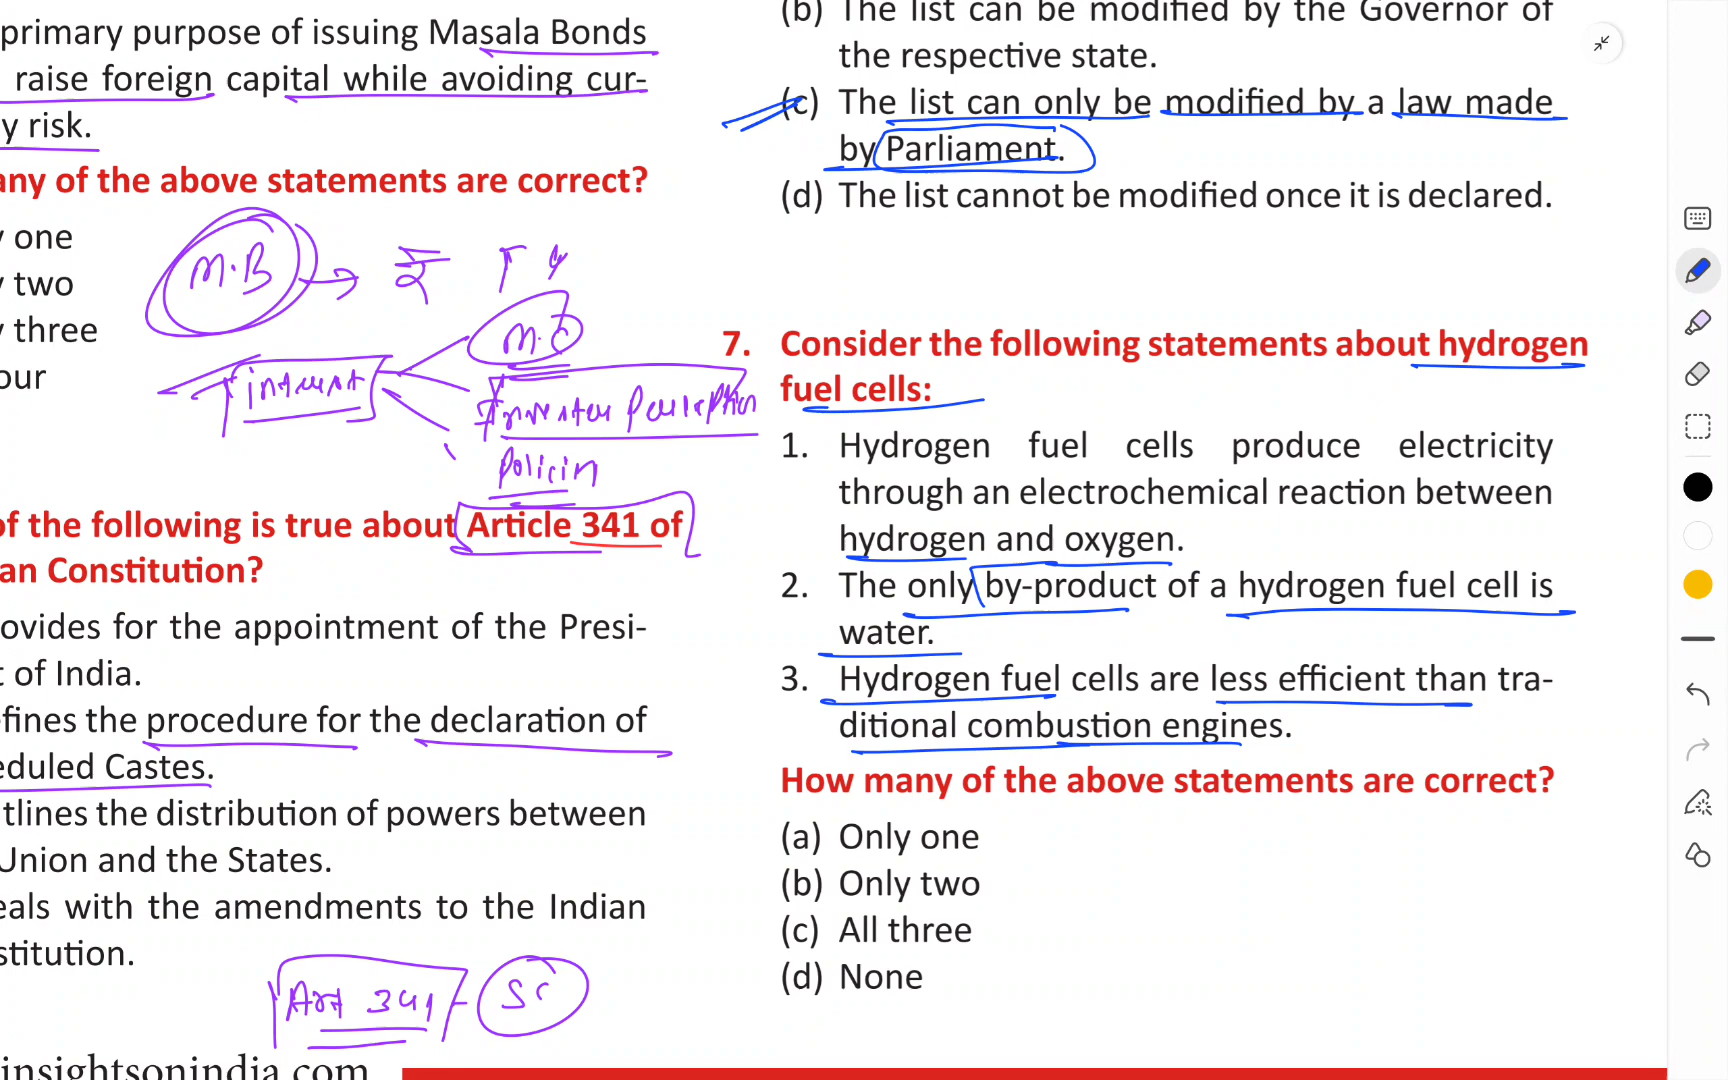 primary purpose of issuing Masala Bonds
raise foreign capital while avoiding cur-
y risk.
any of the above statements are correct?
y one
y two
y three
our
M.B → ₹
M.
interest
Investor Perception
of the following is true about Article 341 of
an Constitution?
ovides for the appointment of the Presi-
t of India.
efines the procedure for the declaration of
eduled Castes.
tlines the distribution of powers between
Union and the States.
eals with the amendments to the Indian
stitution.
Art 341 - SC
insightsonindia.com
(b) The list can be modified by the Governor of
the respective state.
(c) The list can only be modified by a law made
by Parliament.
(d) The list cannot be modified once it is declared.
7. Consider the following statements about hydrogen
fuel cells:
1. Hydrogen fuel cells produce electricity
through an electrochemical reaction between
hydrogen and oxygen.
2. The only by-product of a hydrogen fuel cell is
water.
3. Hydrogen fuel cells are less efficient than tra-
ditional combustion engines.
How many of the above statements are correct?
(a) Only one
(b) Only two
(c) All three
(d) None